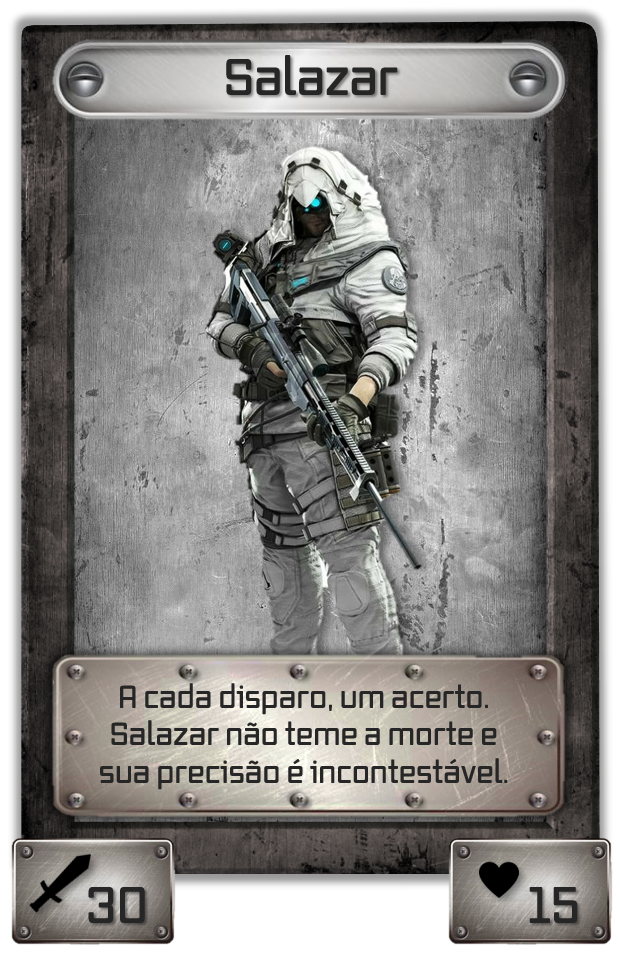 Salazar
A cada disparo, um acerto.
Salazar não teme a morte e
sua precisão é incontestável.
30
15